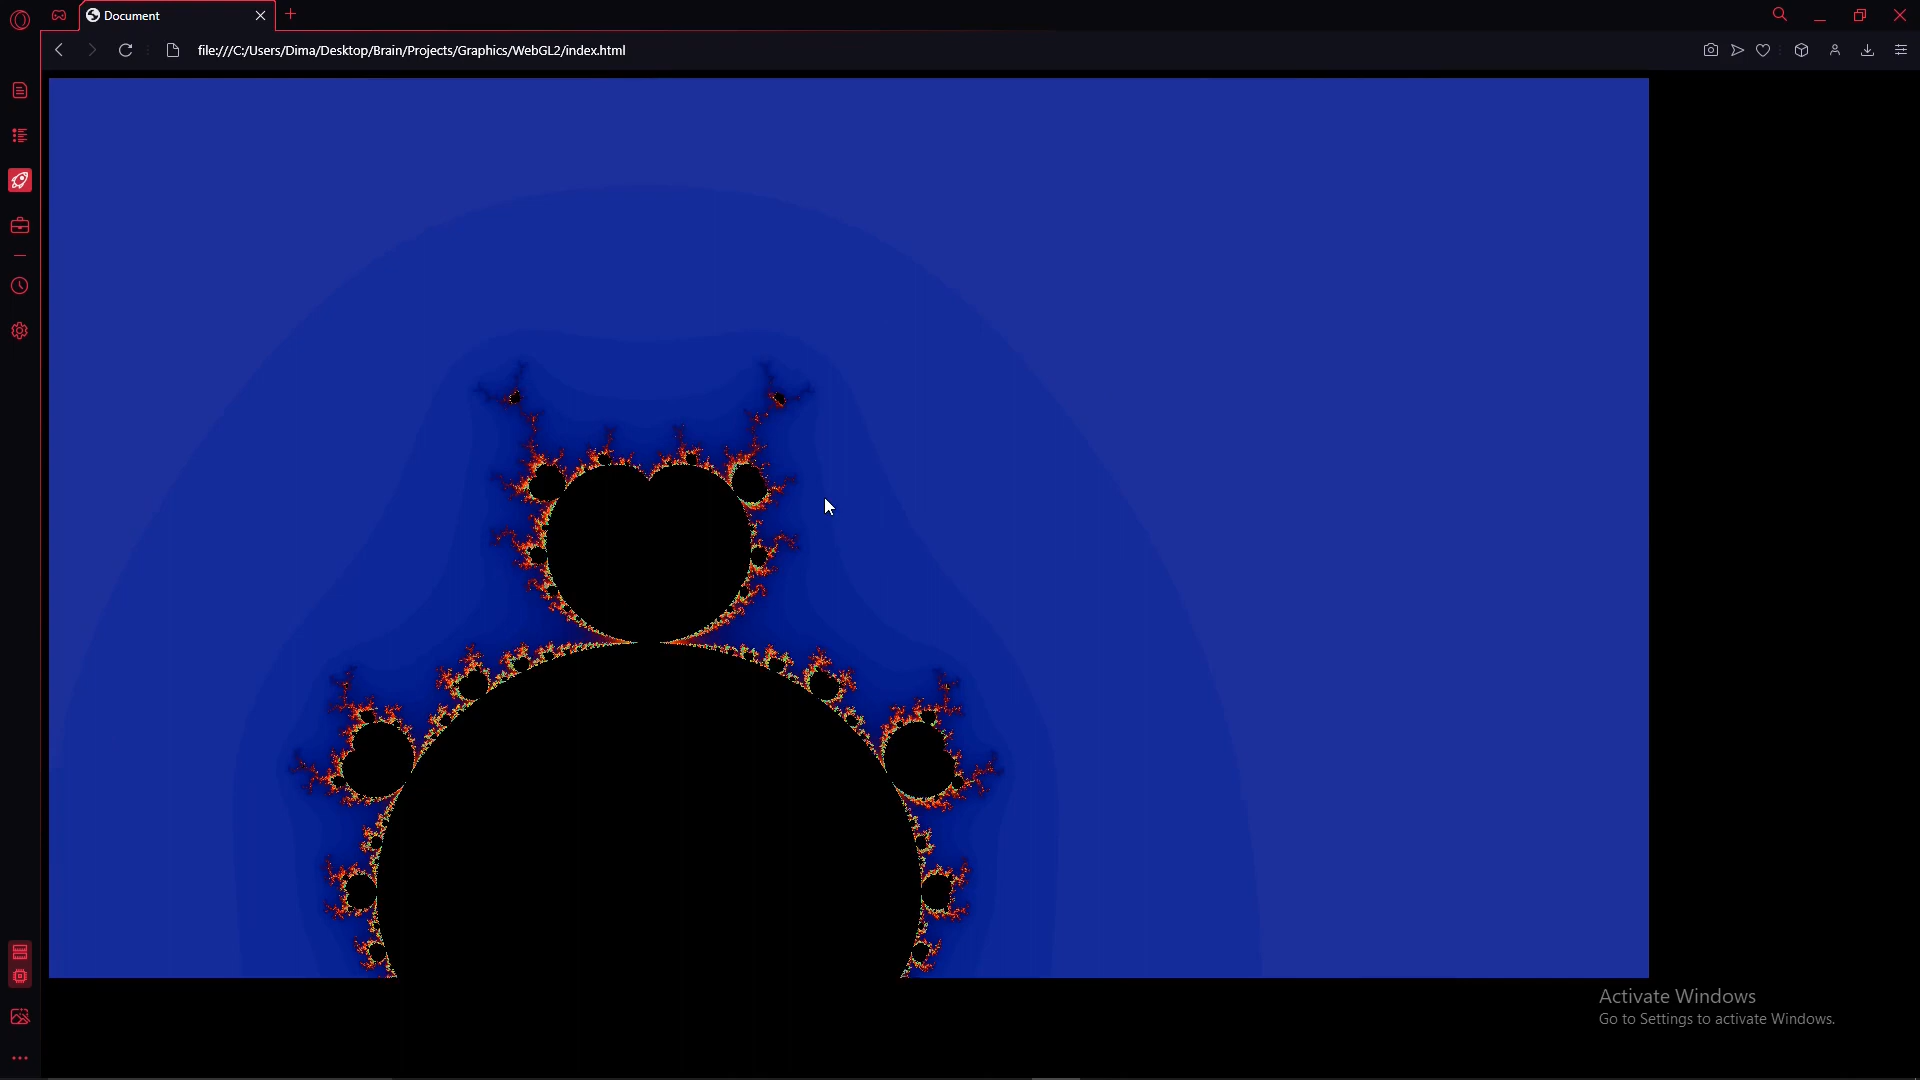 Document
file:///C:/Users/Dima/Desktop/Brain/Projects/Graphics/WebGL2/index.html
Activate Windows
Go to Settings to activate Windows.